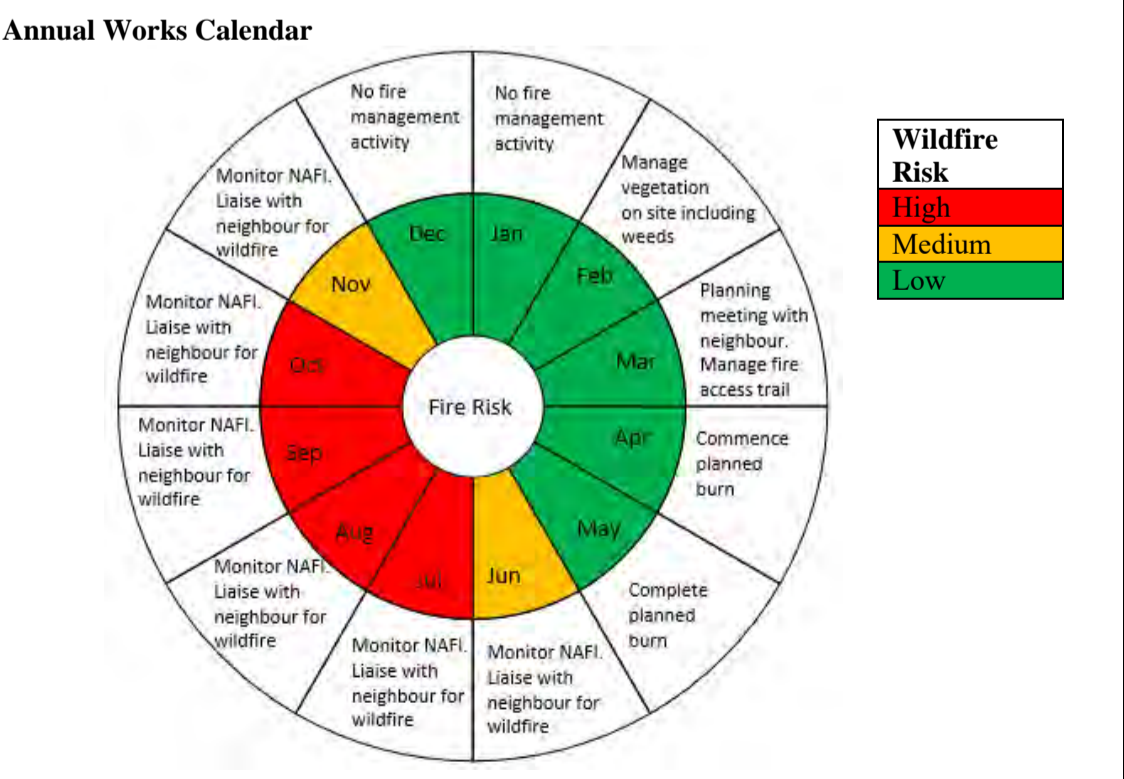 Annual Works Calendar
No fire
management
activity
No fire
management
activity
Manage
vegetation
on site including
weeds
Planning
meeting with
neighbour.
Manage fire
access trail
Commence
planned
burn
Complete
planned
burn
Monitor NAFI.
Liaise with
neighbour for
wildfire
Monitor NAFI.
Liaise with
neighbour for
wildfire
Monitor NAFI.
Liaise with
neighbour for
wildfire
Monitor NAFI.
Liaise with
neighbour for
wildfire
Monitor NAFI.
Liaise with
neighbour for
wildfire
Monitor NAFI.
Liaise with
neighbour for
wildfire
Dec
Jan
Feb
Mar
Apr
May
Jun
Jul
Aug
Sep
Oct
Nov
Fire Risk
Wildfire
Risk
High
Medium
Low